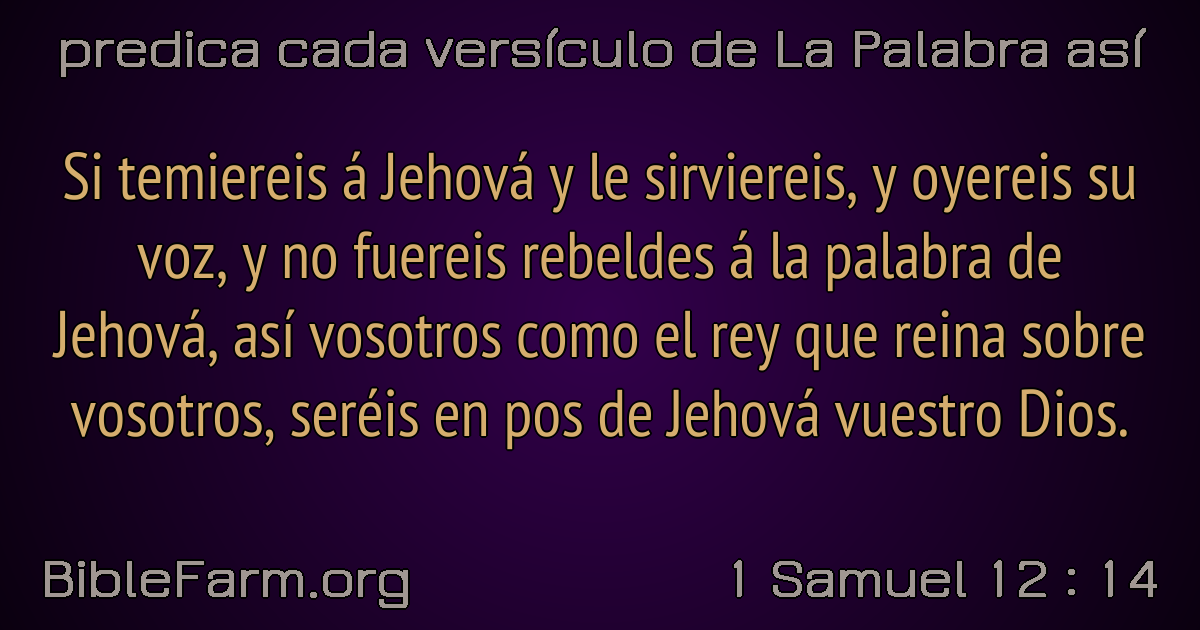 predica cada versículo de La Palabra así
Si temiereis á Jehová y le sirviereis, y oyereis su
voz, y no fuereis rebeldes á la palabra de
Jehová, así vosotros como el rey que reina sobre
vosotros, seréis en pos de Jehová vuestro Dios.
BibleFarm.org
1 Samuel 12 : 14